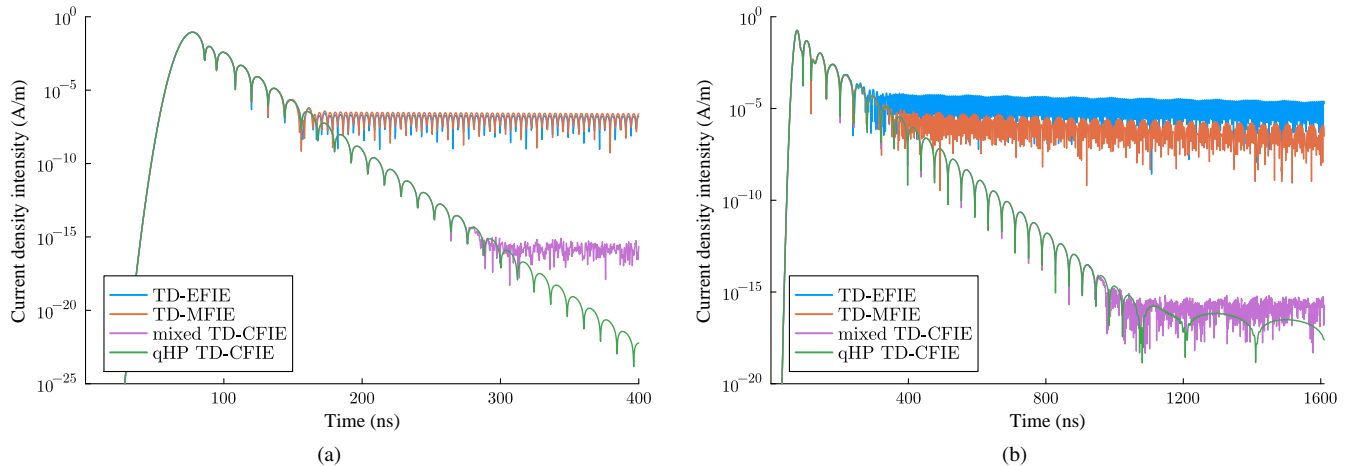 Current density intensity (A/m)
10^0
10^-5
10^-10
10^-15
10^-20
10^-25
TD-EFIE
TD-MFIE
mixed TD-CFIE
qHP TD-CFIE
100 200 300 400
Time (ns)
(a)
Current density intensity (A/m)
10^0
10^-5
10^-10
10^-15
10^-20
TD-EFIE
TD-MFIE
mixed TD-CFIE
qHP TD-CFIE
400 800 1200 1600
Time (ns)
(b)